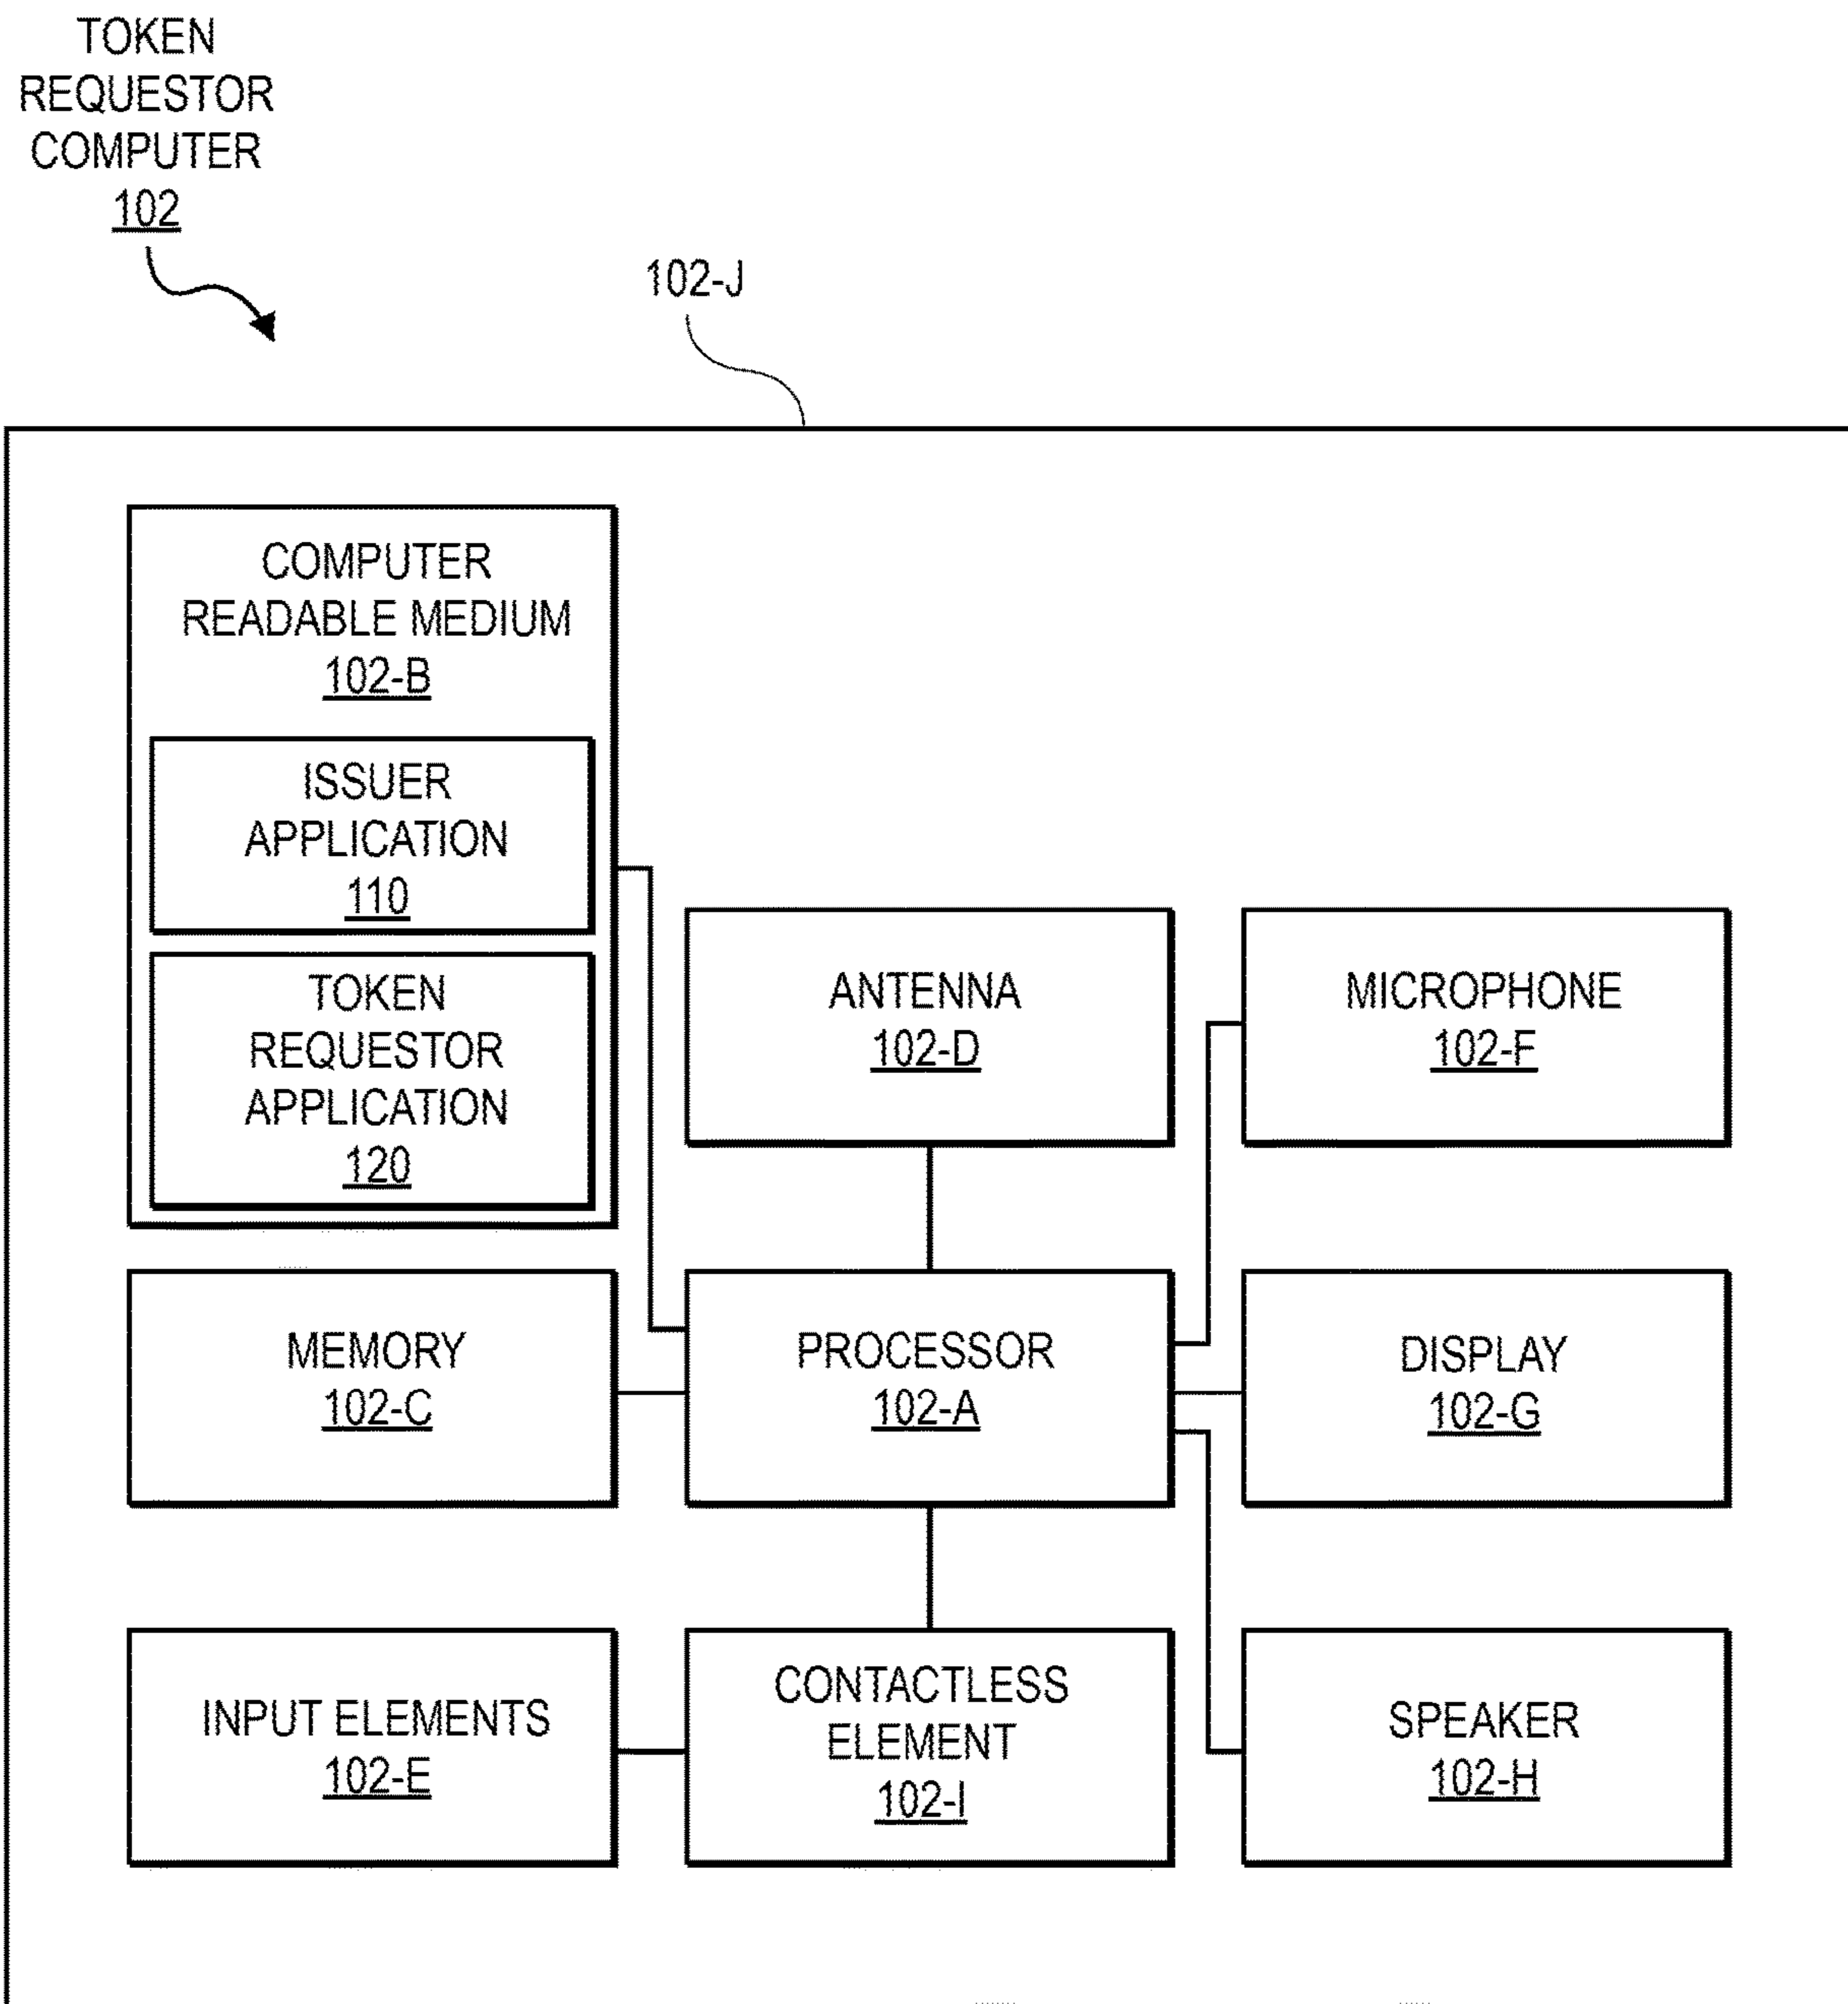 TOKEN
REQUESTOR
COMPUTER
102
102-J
COMPUTER
READABLE MEDIUM
102-B
ISSUER
APPLICATION
110
TOKEN
REQUESTOR
APPLICATION
120
ANTENNA
102-D
MICROPHONE
102-F
MEMORY
102-C
PROCESSOR
102-A
DISPLAY
102-G
INPUT ELEMENTS
102-E
CONTACTLESS
ELEMENT
102-I
SPEAKER
102-H